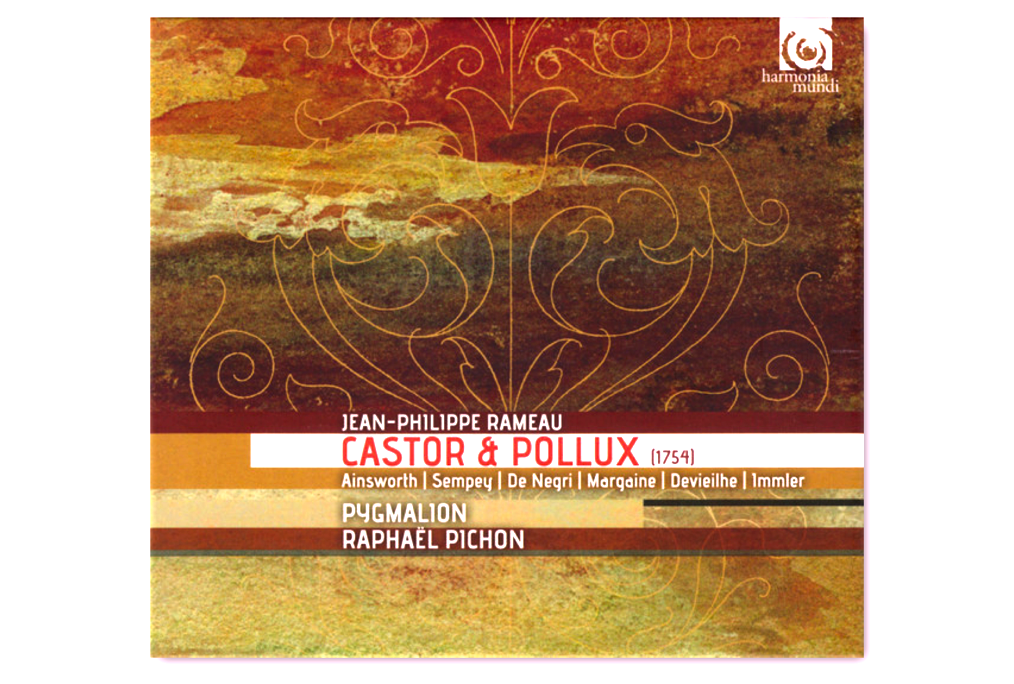 harmonia
mundi
JEAN-PHILIPPE RAMEAU
CASTOR & POLLUX (1754)
Ainsworth | Sempey | De Negri | Margaine | Devieilhe | Immler
PYGMALION
RAPHAËL PICHON